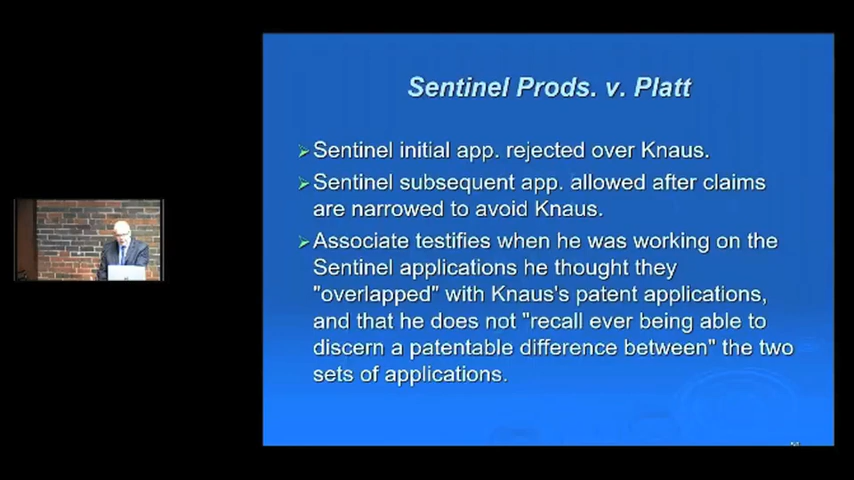 Sentinel Prods. v. Platt
Sentinel initial app. rejected over Knaus.
Sentinel subsequent app. allowed after claims
are narrowed to avoid Knaus.
Associate testifies when he was working on the
Sentinel applications he thought they
"overlapped" with Knaus's patent applications,
and that he does not "recall ever being able to
discern a patentable difference between" the two
sets of applications.